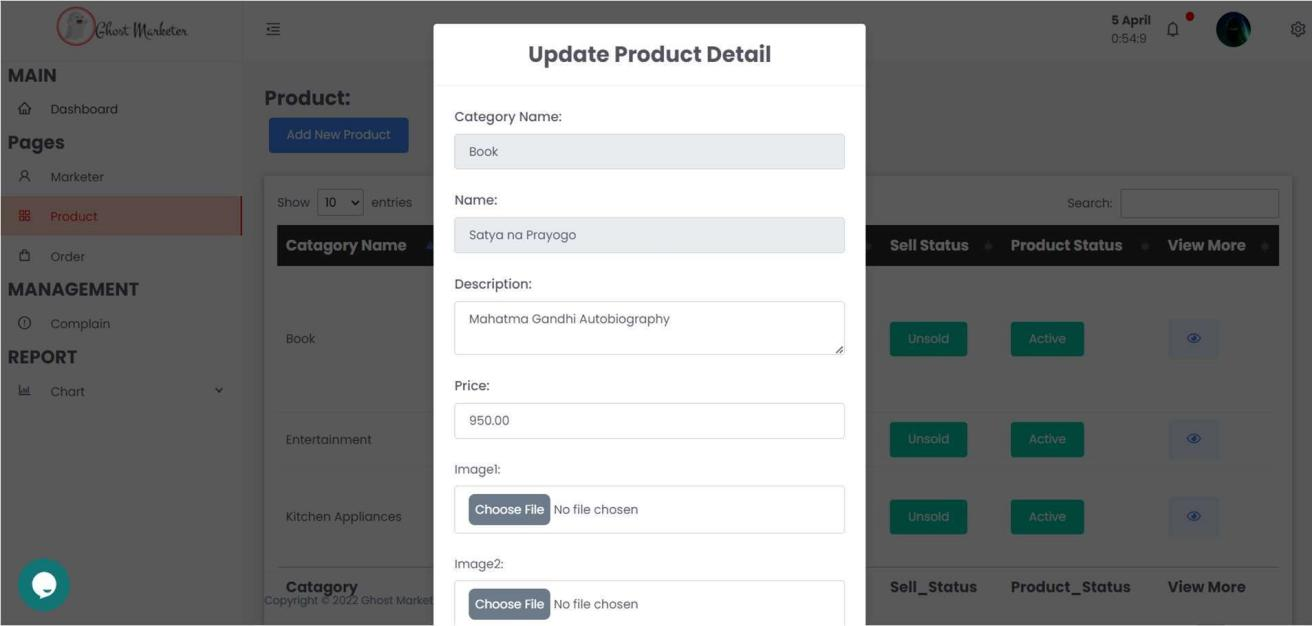 Ghost Marketer
5 April
0:54:9
MAIN
Dashboard
Pages
Marketer
Product
Order
MANAGEMENT
Complain
REPORT
Chart
Product:
Add New Product
Show 10 entries
Search:
Catagory Name
Sell Status
Product Status
View More
Book
Unsold
Active
Entertainment
Unsold
Active
Kitchen Appliances
Unsold
Active
Catagory
Sell_Status
Product_Status
View More
Copyright © 2022 Ghost Market
Update Product Detail
Category Name:
Book
Name:
Satya na Prayogo
Description:
Mahatma Gandhi Autobiography
Price:
950.00
Image1:
Choose File No file chosen
Image2:
Choose File No file chosen